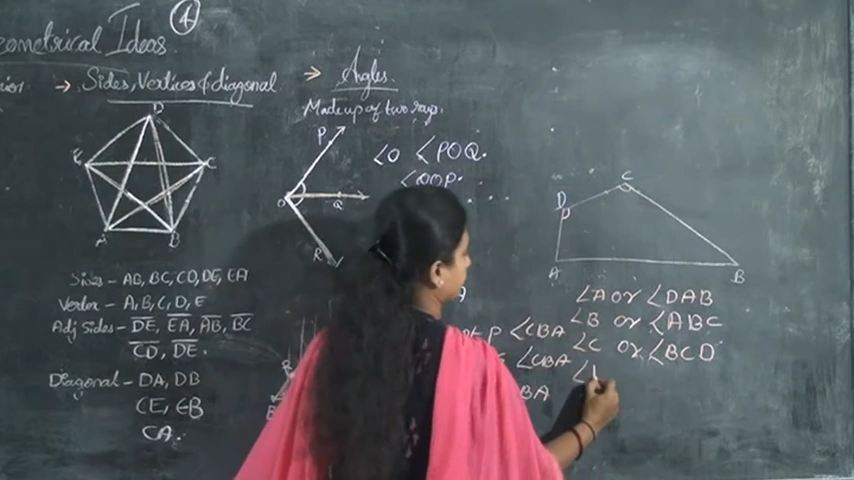 4
Geometrical Ideas
→ Sides, Vertices & diagonal → Angles
Made up of two rays.
D
E C
A B
P
O Q
R
∠O ∠POQ.
∠QOP.
D C
A B
Sides - AB, BC, CD, DE, EA
Vertex - A, B, C, D, E
Adj sides - DE, EA, AB, BC
CD, DE.
Diagonal - DA, DB
CE, EB
CA.
∠CBA
∠CBA
BA
∠A or ∠DAB
∠B or ∠ABC
∠C or ∠BCD
∠